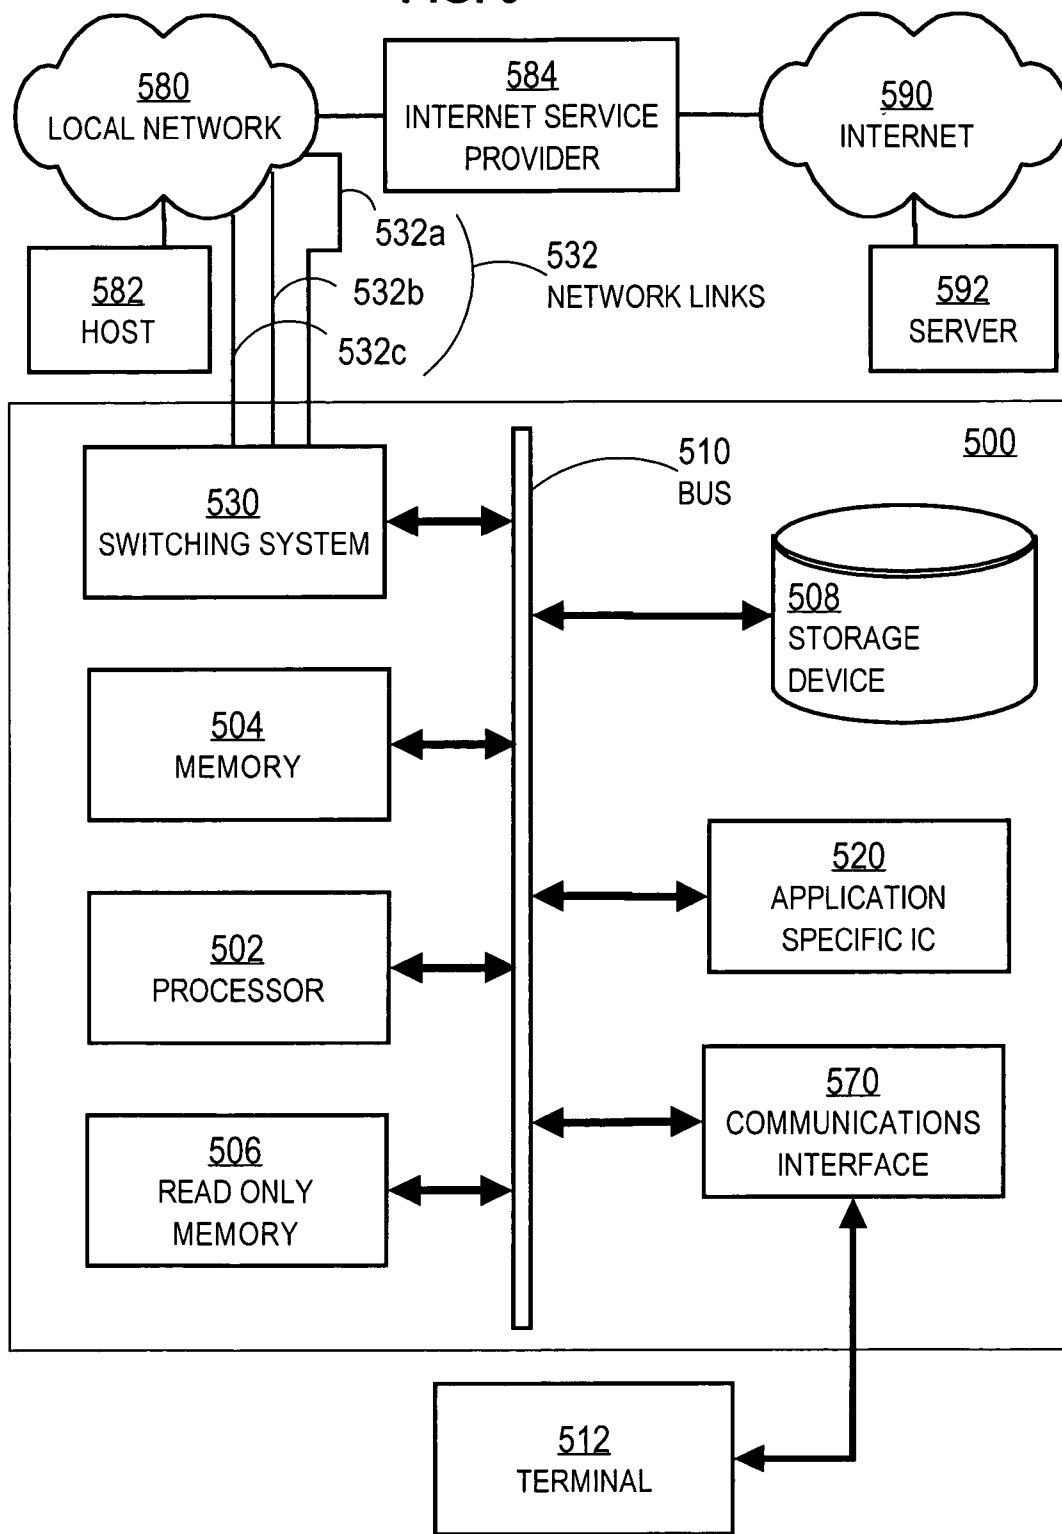 580
LOCAL NETWORK
584
INTERNET SERVICE
PROVIDER
590
INTERNET
532a
532b
532c
532
NETWORK LINKS
582
HOST
592
SERVER
500
510
BUS
530
SWITCHING SYSTEM
508
STORAGE
DEVICE
504
MEMORY
520
APPLICATION
SPECIFIC IC
502
PROCESSOR
570
COMMUNICATIONS
INTERFACE
506
READ ONLY
MEMORY
512
TERMINAL